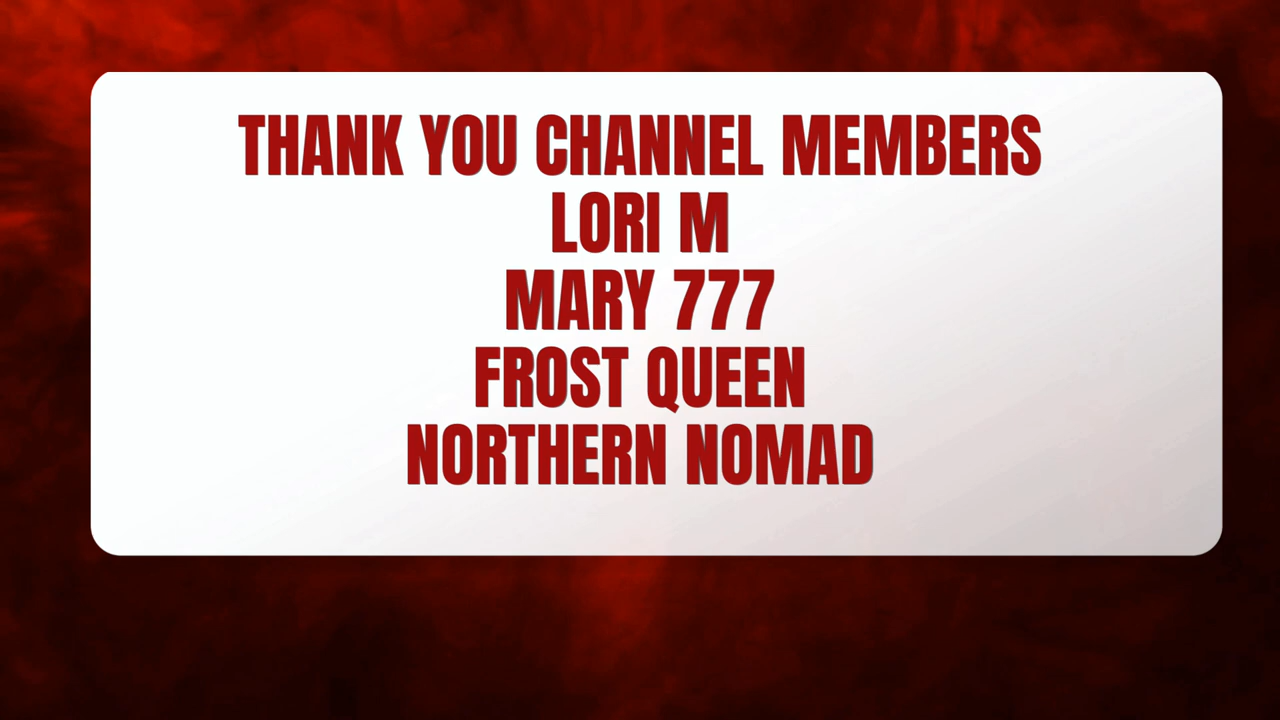 THANK YOU CHANNEL MEMBERS
LORI M
MARY 777
FROST QUEEN
NORTHERN NOMAD